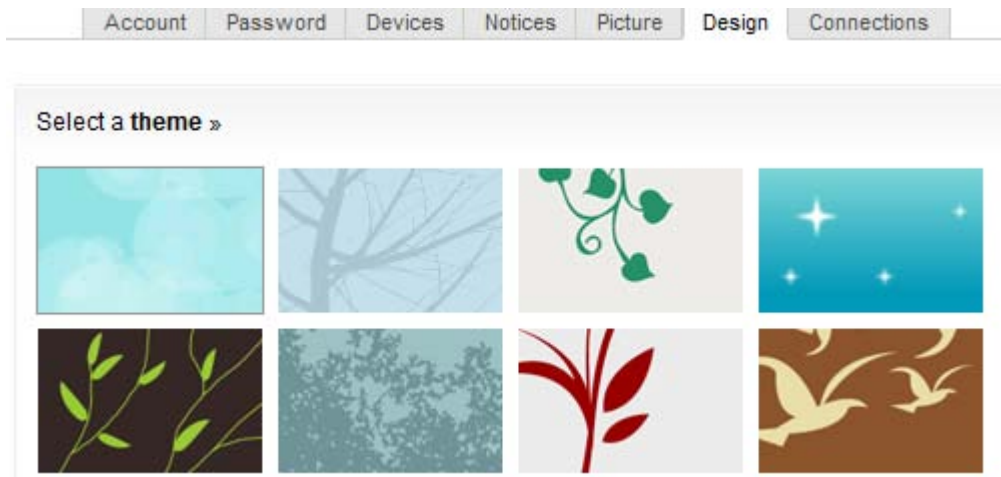 Account Password Devices Notices Picture Design Connections
Select a theme »